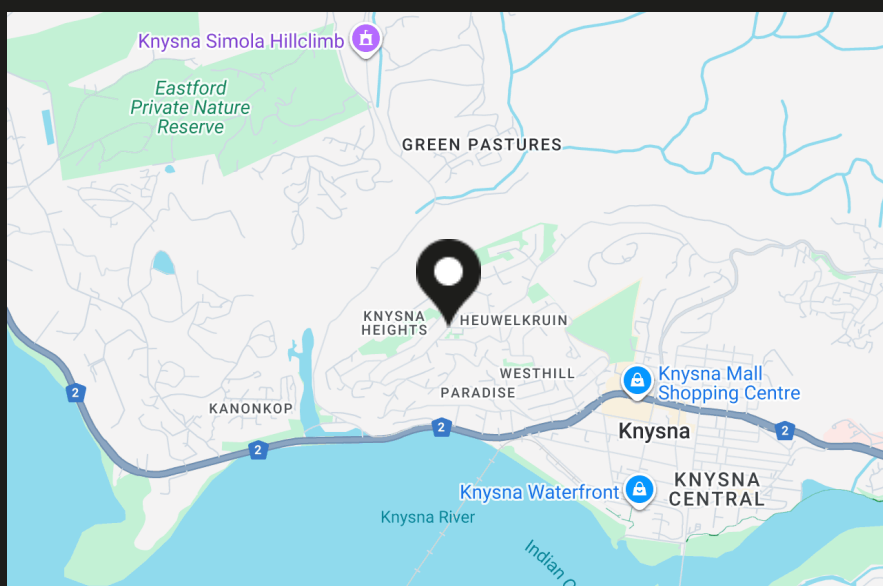 Knysna Simola Hillclimb
Eastford
Private Nature
Reserve
GREEN PASTURES
KNYSNA
HEIGHTS
HEUWELKRUIN
WESTHILL
PARADISE
Knysna Mall
Shopping Centre
2
KANONKOP
2
2
2
Knysna
KNYSNA
CENTRAL
Knysna Waterfront
Knysna River
Indian